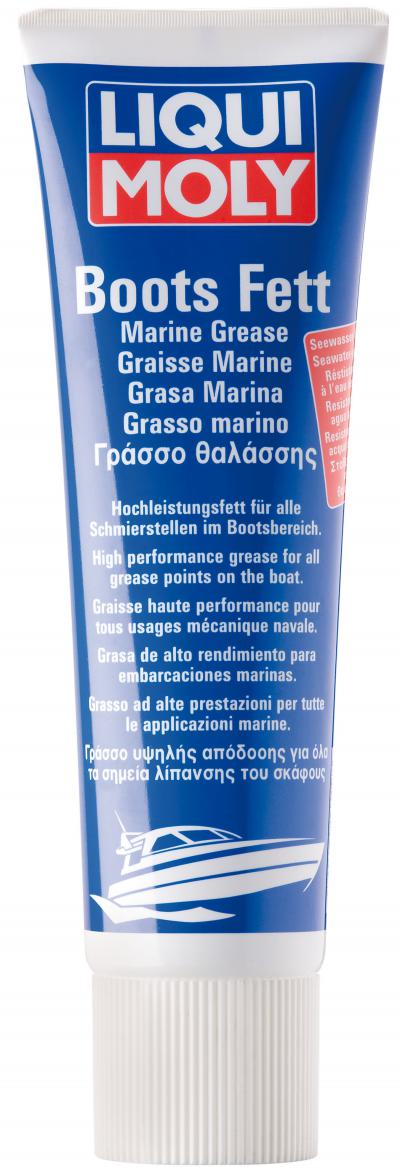 LIQUI
MOLY
Boots Fett
Marine Grease
Graisse Marine
Grasa Marina
Grasso marino
Γράσσο θαλάσσης
Seewasser
Seawater
à l'eau
Hochleistungsfett für alle
Schmierstellen im Bootsbereich.
High performance grease for all
grease points on the boat.
Graisse haute performance pour
tous usages mécanique navale.
Grasa de alto rendimiento para
embarcaciones marinas.
Grasso ad alte prestazioni per tutte
le applicazioni marine.
Γράσσο υψηλής απόδοσης για όλα
τα σημεία λίπανσης του σκάφους